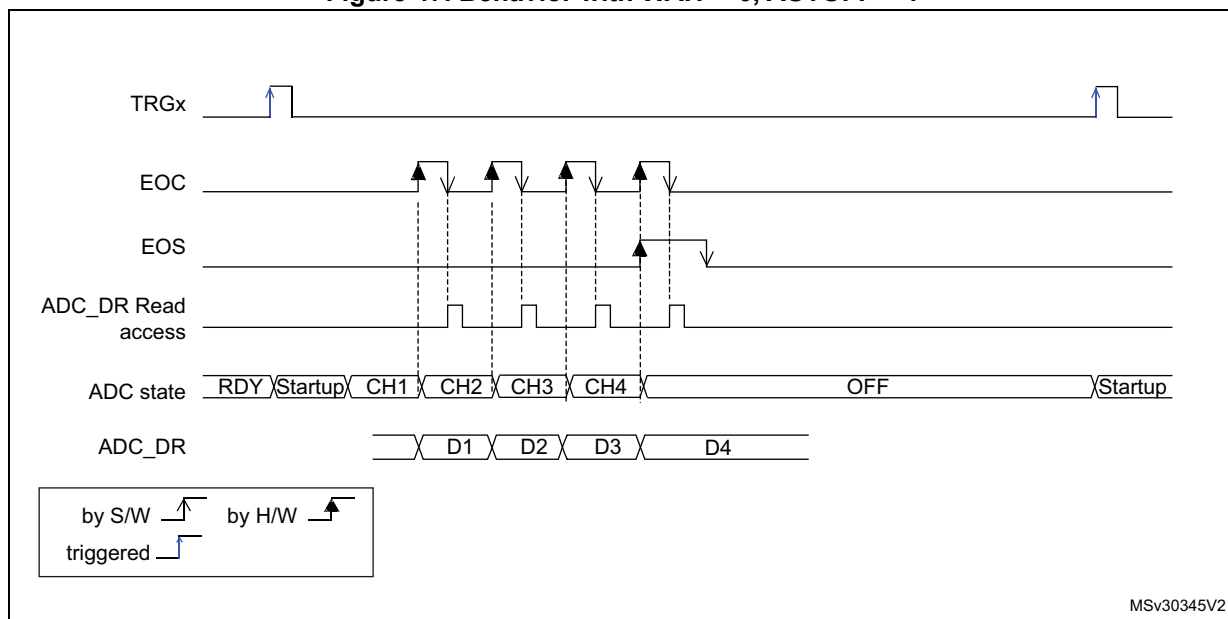 TRGx
EOC
EOS
ADC_DR Read
access
ADC state RDY Startup CH1 CH2 CH3 CH4 OFF Startup
ADC_DR D1 D2 D3 D4
by S/W by H/W
triggered
MSv30345V2